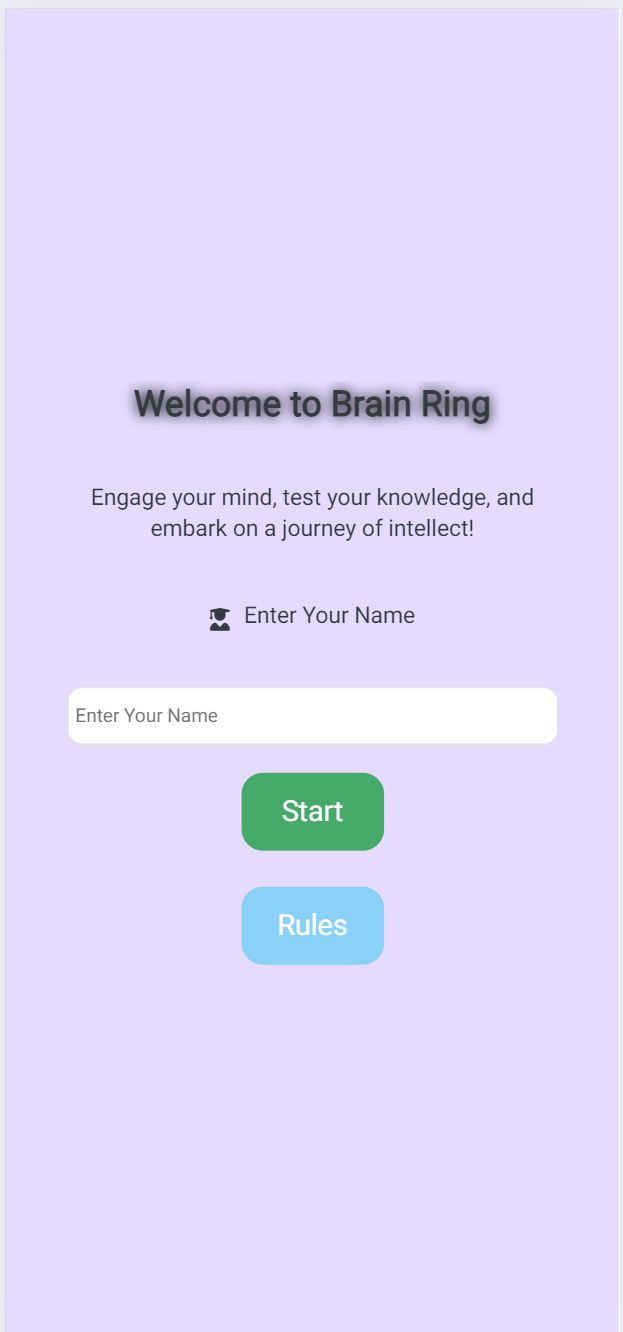 Welcome to Brain Ring
Engage your mind, test your knowledge, and
embark on a journey of intellect!
Enter Your Name
Enter Your Name
Start
Rules